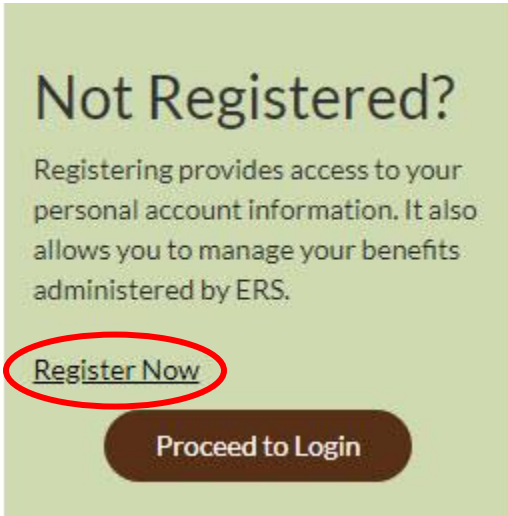 Not Registered?
Registering provides access to your
personal account information. It also
allows you to manage your benefits
administered by ERS.
Register Now
Proceed to Login